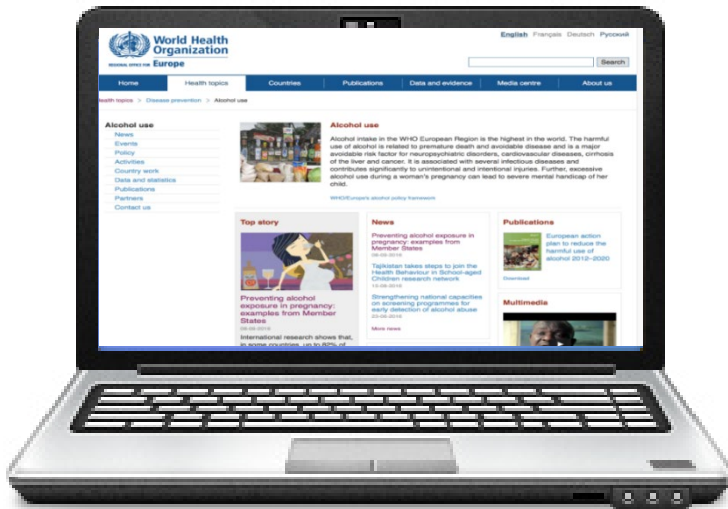 World Health
Organization
REGIONAL OFFICE FOR Europe
English Français Deutsch Русский
Search
Home Health topics Countries Publications Data and evidence Media centre About us
Health topics > Disease prevention > Alcohol use
Alcohol use
News
Events
Policy
Activities
Country work
Data and statistics
Publications
Partners
Contact us
Alcohol use
Alcohol intake in the WHO European Region is the highest in the world. The harmful
use of alcohol is related to premature death and avoidable disease and is a major
avoidable risk factor for neuropsychiatric disorders, cardiovascular diseases, cirrhosis
of the liver and cancer. It is associated with several infectious diseases and
contributes significantly to unintentional and intentional injuries. Further, excessive
alcohol use during a woman's pregnancy can lead to severe mental handicap of her
child.
WHO/Europe's alcohol policy framework
Top story
Preventing alcohol
exposure in pregnancy:
examples from Member
States
International research shows that,
in some countries, up to 82% of
News
Preventing alcohol exposure in
pregnancy: examples from
Member States
Tajikistan takes steps to join the
Health Behaviour in School-aged
Children research network
Strengthening national capacities
on screening programmes for
early detection of alcohol abuse
More news
Publications
European action
plan to reduce the
harmful use of
alcohol 2012–2020
Download
Multimedia